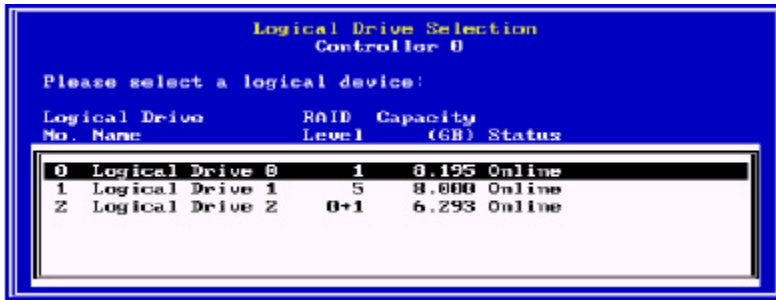 Logical Drive Selection
Controller 0
Please select a logical device:
Logical Drive RAID Capacity
No. Name Level (GB) Status
0 Logical Drive 0 1 8.195 Online
1 Logical Drive 1 5 8.000 Online
2 Logical Drive 2 0+1 6.293 Online